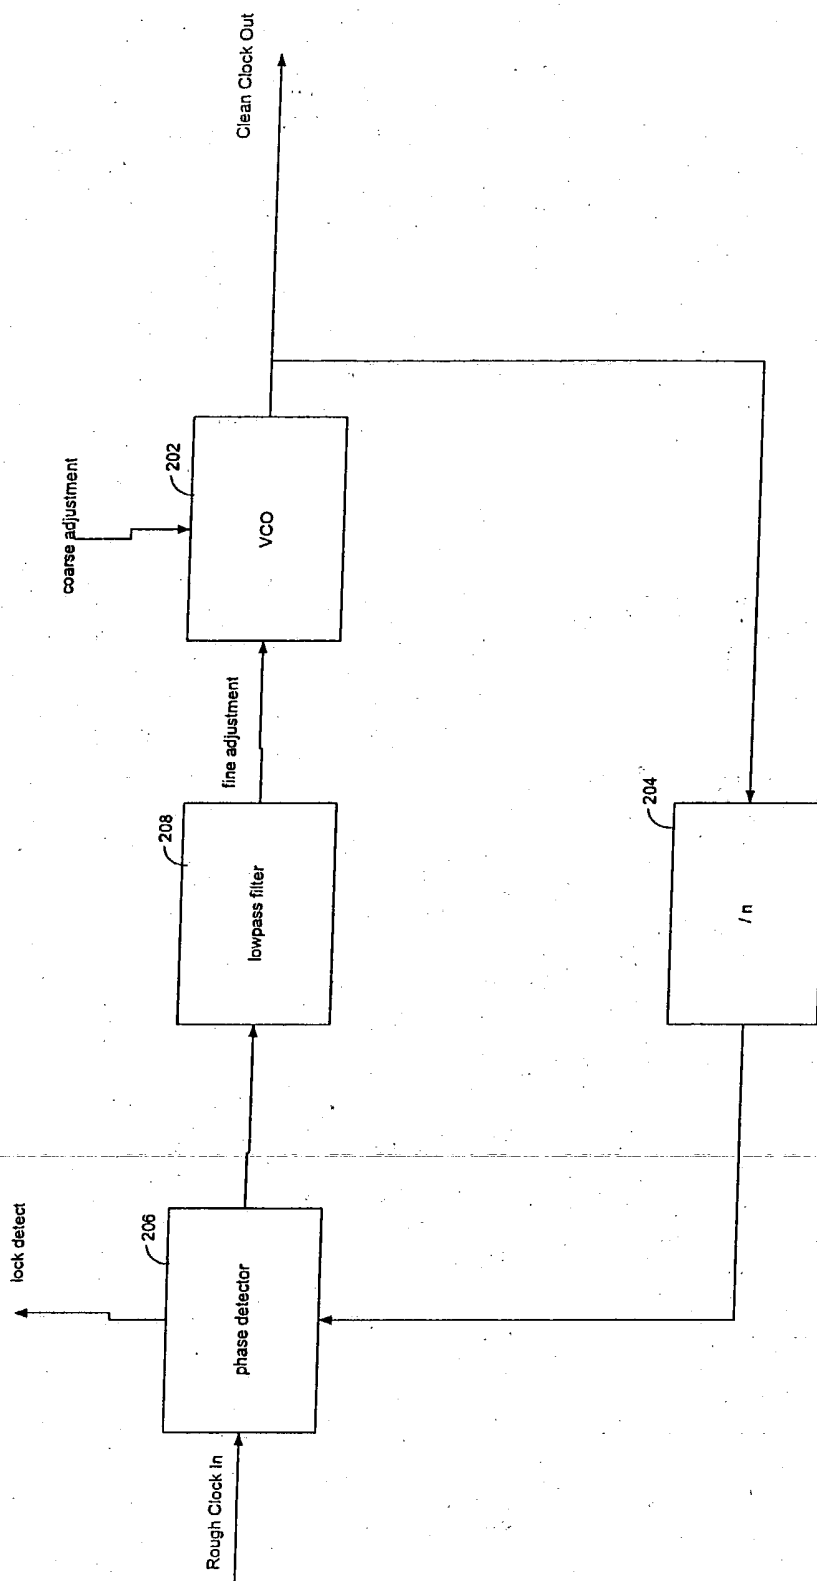 Rough Clock In
lock detect
206
phase detector
208
lowpass filter
fine adjustment
coarse adjustment
202
VCO
Clean Clock Out
204
/ n